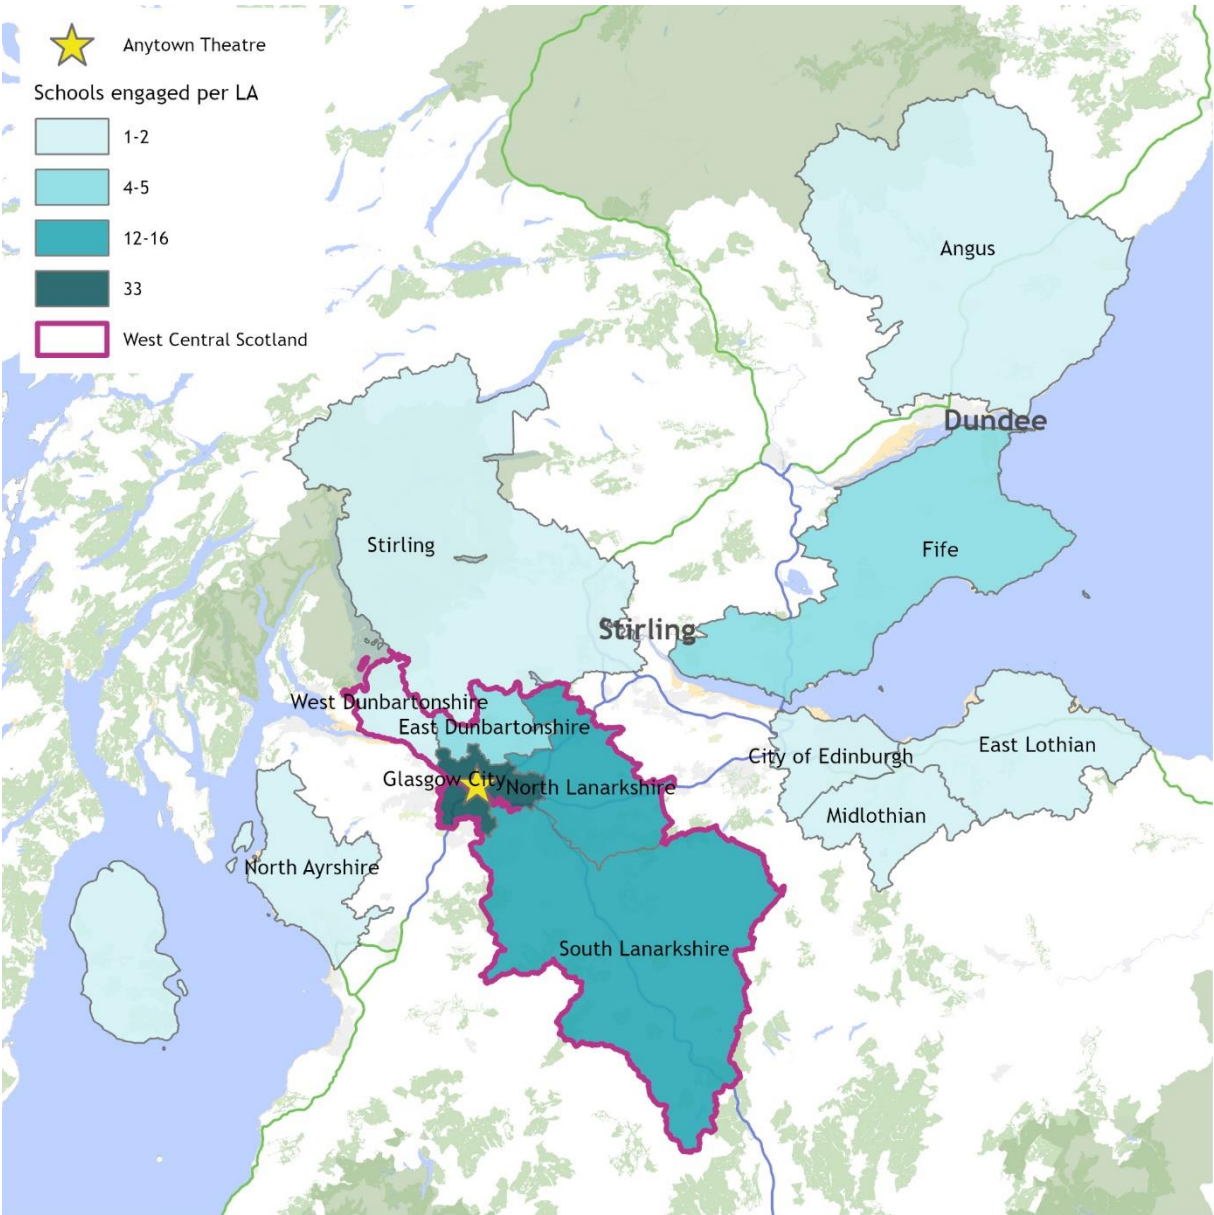 Anytown Theatre
Schools engaged per LA
1-2
4-5
12-16
33
West Central Scotland
Angus
Dundee
Stirling
Fife
Stirling
West Dunbartonshire
East Dunbartonshire
East Lothian
City of Edinburgh
Glasgow City
North Lanarkshire
Midlothian
North Ayrshire
South Lanarkshire